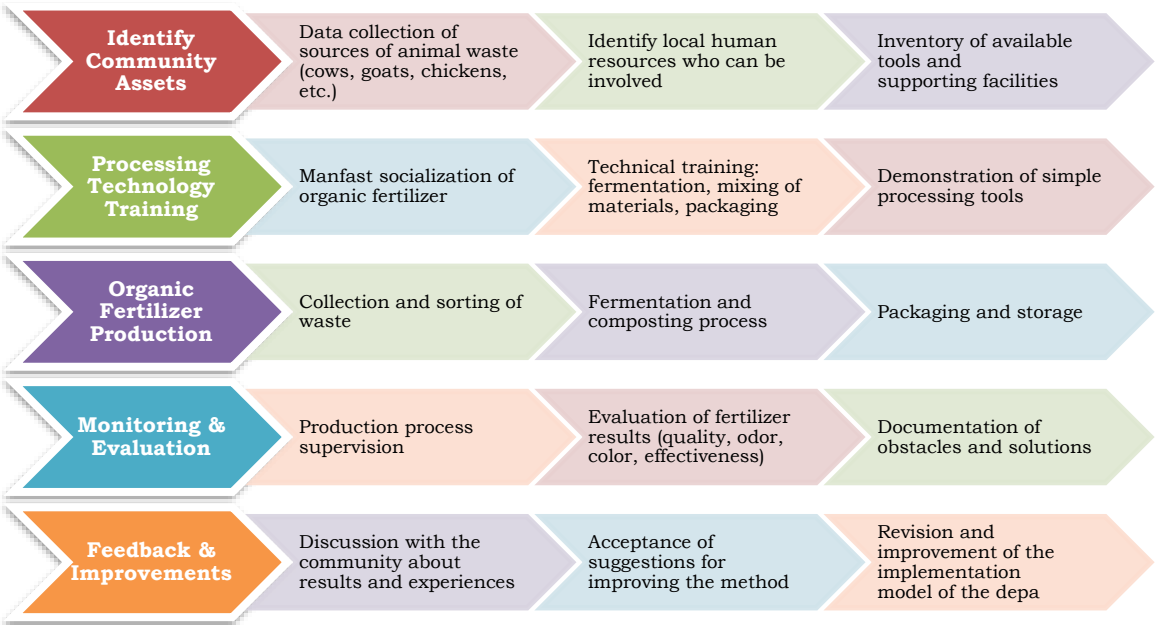 Identify
Community
Assets
Data collection of
sources of animal waste
(cows, goats, chickens,
etc.)
Identify local human
resources who can be
involved
Inventory of available
tools and
supporting facilities
Processing
Technology
Training
Manfast socialization of
organic fertilizer
Technical training:
fermentation, mixing of
materials, packaging
Demonstration of simple
processing tools
Organic
Fertilizer
Production
Collection and sorting of
waste
Fermentation and
composting process
Packaging and storage
Monitoring &
Evaluation
Production process
supervision
Evaluation of fertilizer
results (quality, odor,
color, effectiveness)
Documentation of
obstacles and solutions
Feedback &
Improvements
Discussion with the
community about
results and experiences
Acceptance of
suggestions for
improving the method
Revision and
improvement of the
implementation
model of the depa